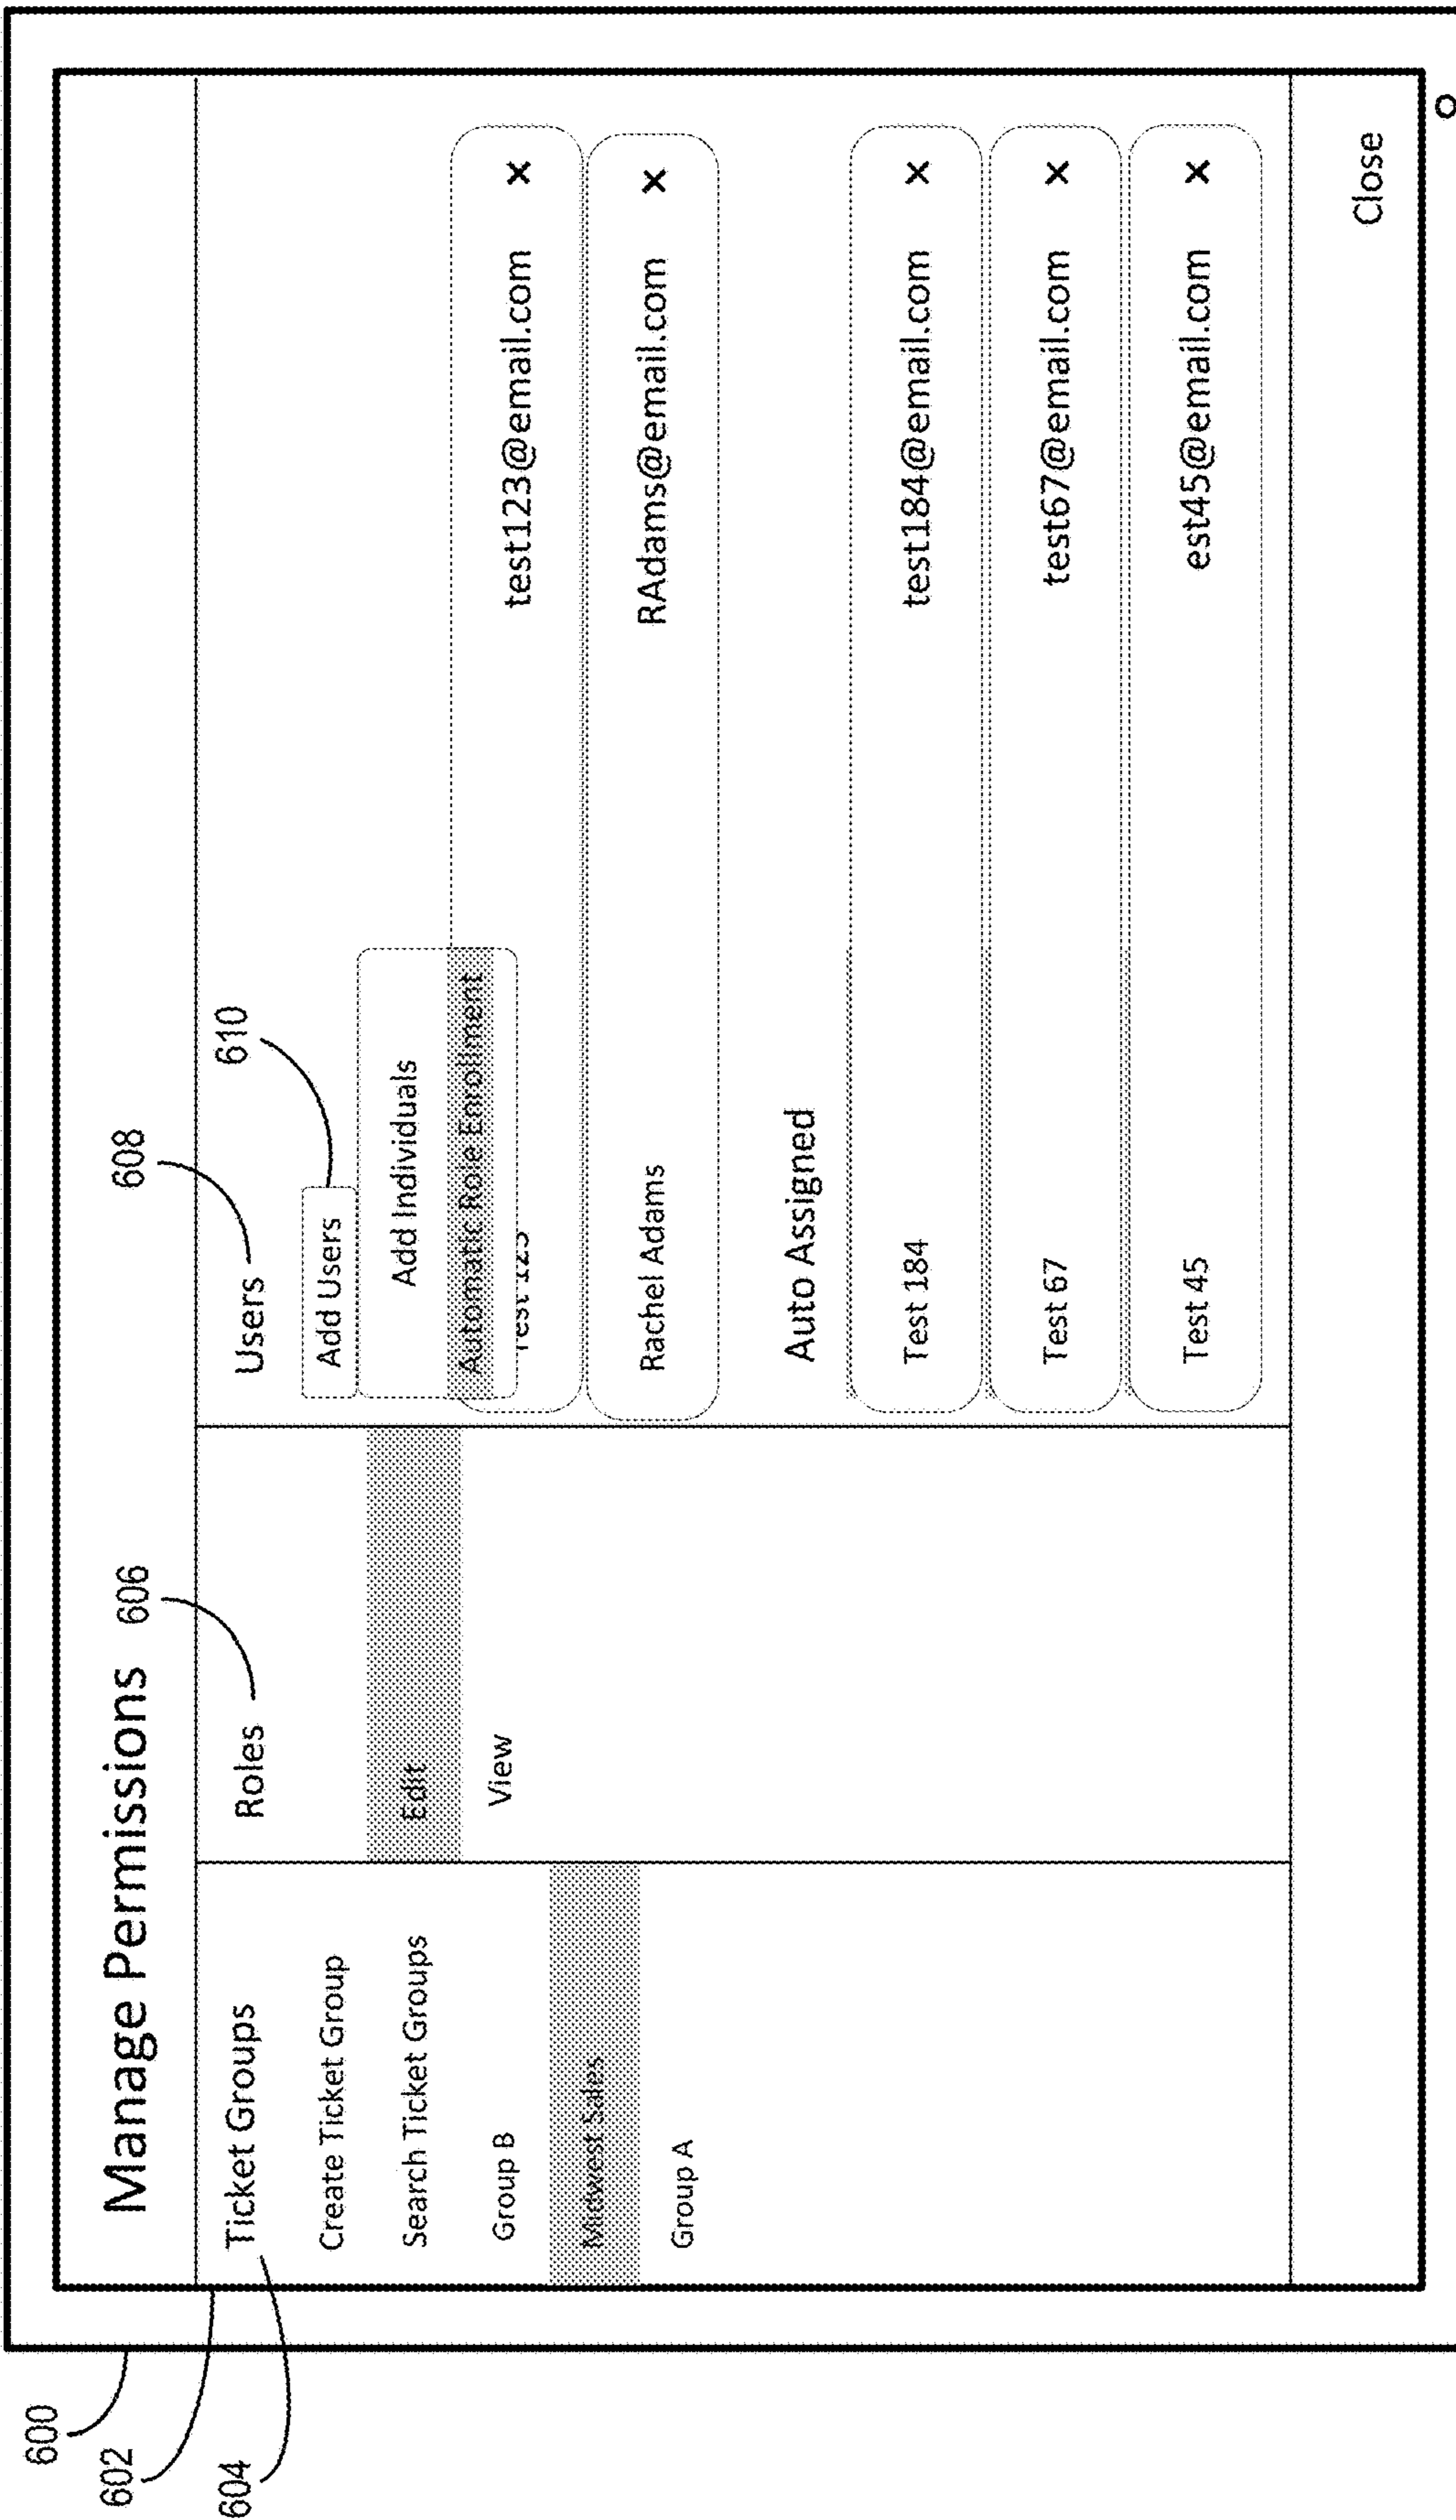 600
602
604
Manage Permissions
606
608
610
Ticket Groups
Create Ticket Group
Search Ticket Groups
Group B
Midwest Sales
Group A
Roles
Edit
View
Users
Add Users
Add Individuals
Automatic Role Enrollment
Test 123
test123@email.com
x
Rachel Adams
RAdams@email.com
x
Auto Assigned
Test 184
test184@email.com
x
Test 67
test67@email.com
x
Test 45
est45@email.com
x
Close